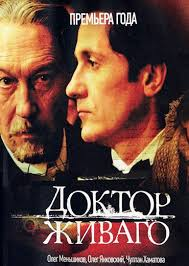 ПРЕМЬЕРА ГОДА
ДОКТОР
ЖИВАГО
Олег Меньшиков, Олег Янковский, Чулпан Хаматова